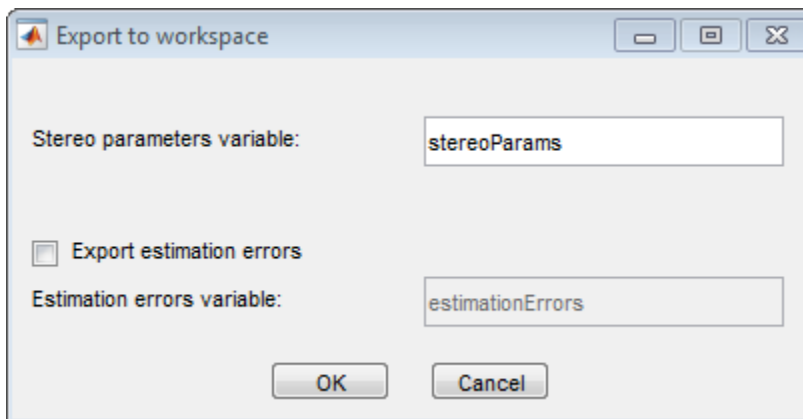 Export to workspace
Stereo parameters variable: stereoParams
Export estimation errors
Estimation errors variable: estimationErrors
OK Cancel